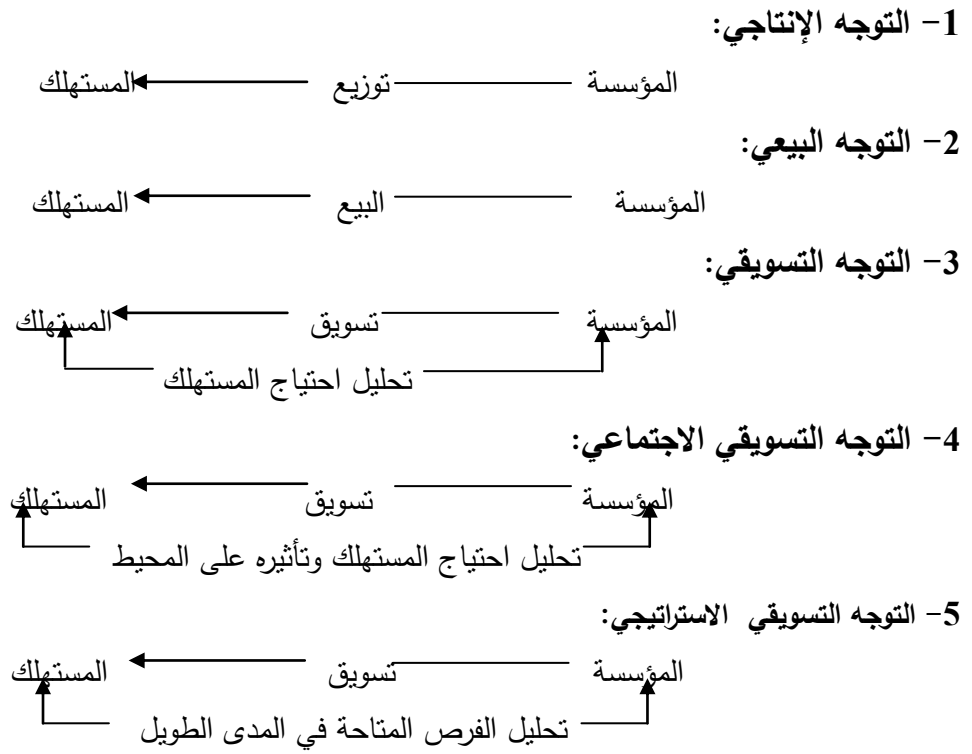 1- التوجه الإنتاجي:
المؤسسة توزيع المستهلك
2- التوجه البيعي:
المؤسسة البيع المستهلك
3- التوجه التسويقي:
المؤسسة تسويق المستهلك
تحليل احتياج المستهلك
4- التوجه التسويقي الاجتماعي:
المؤسسة تسويق المستهلك
تحليل احتياج المستهلك وتأثيره على المحيط
5- التوجه التسويقي الاستراتيجي:
المؤسسة تسويق المستهلك
تحليل الفرص المتاحة في المدى الطويل